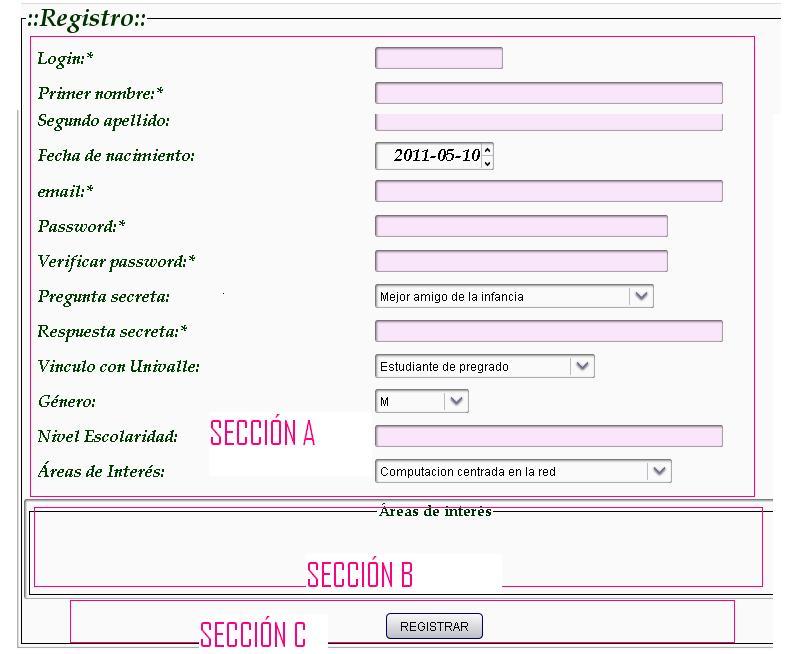 ::Registro::
Login:*
Primer nombre:*
Segundo apellido:
Fecha de nacimiento: 2011-05-10
email:*
Password:*
Verificar password:*
Pregunta secreta: Mejor amigo de la infancia
Respuesta secreta:*
Vinculo con Univalle: Estudiante de pregrado
Género: M
Nivel Escolaridad: SECCIÓN A
Áreas de Interés: Computacion centrada en la red
Áreas de interés
SECCIÓN B
SECCIÓN C REGISTRAR